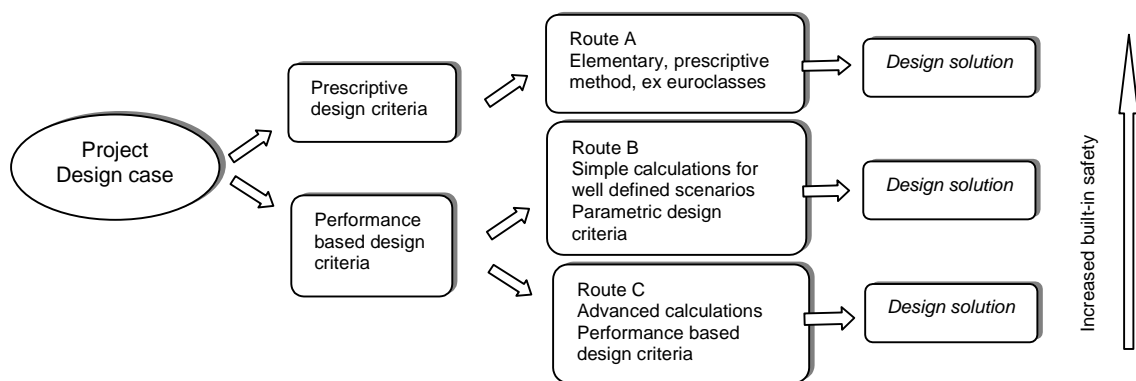 Project
Design case
Prescriptive
design criteria
Performance
based design
criteria
Route A
Elementary, prescriptive
method, ex euroclasses
Route B
Simple calculations for
well defined scenarios
Parametric design
criteria
Route C
Advanced calculations
Performance based
design criteria
Design solution
Design solution
Design solution
Increased built-in safety